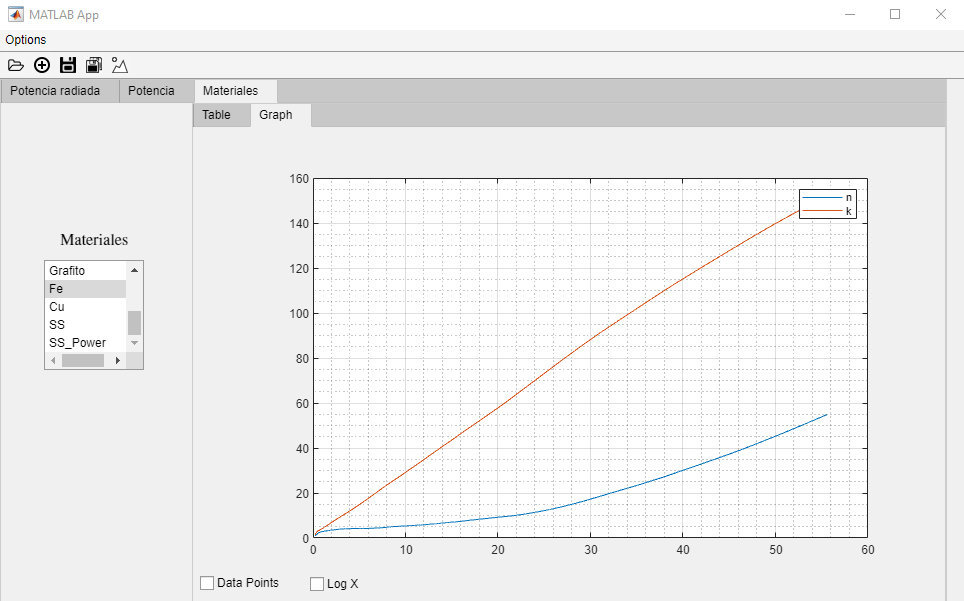 MATLAB App
Options
Potencia radiada Potencia Materiales
Table Graph
Materiales
Grafito
Fe
Cu
SS
SS_Power
160
140
120
100
80
60
40
20
0
0 10 20 30 40 50 60
n
k
Data Points Log X